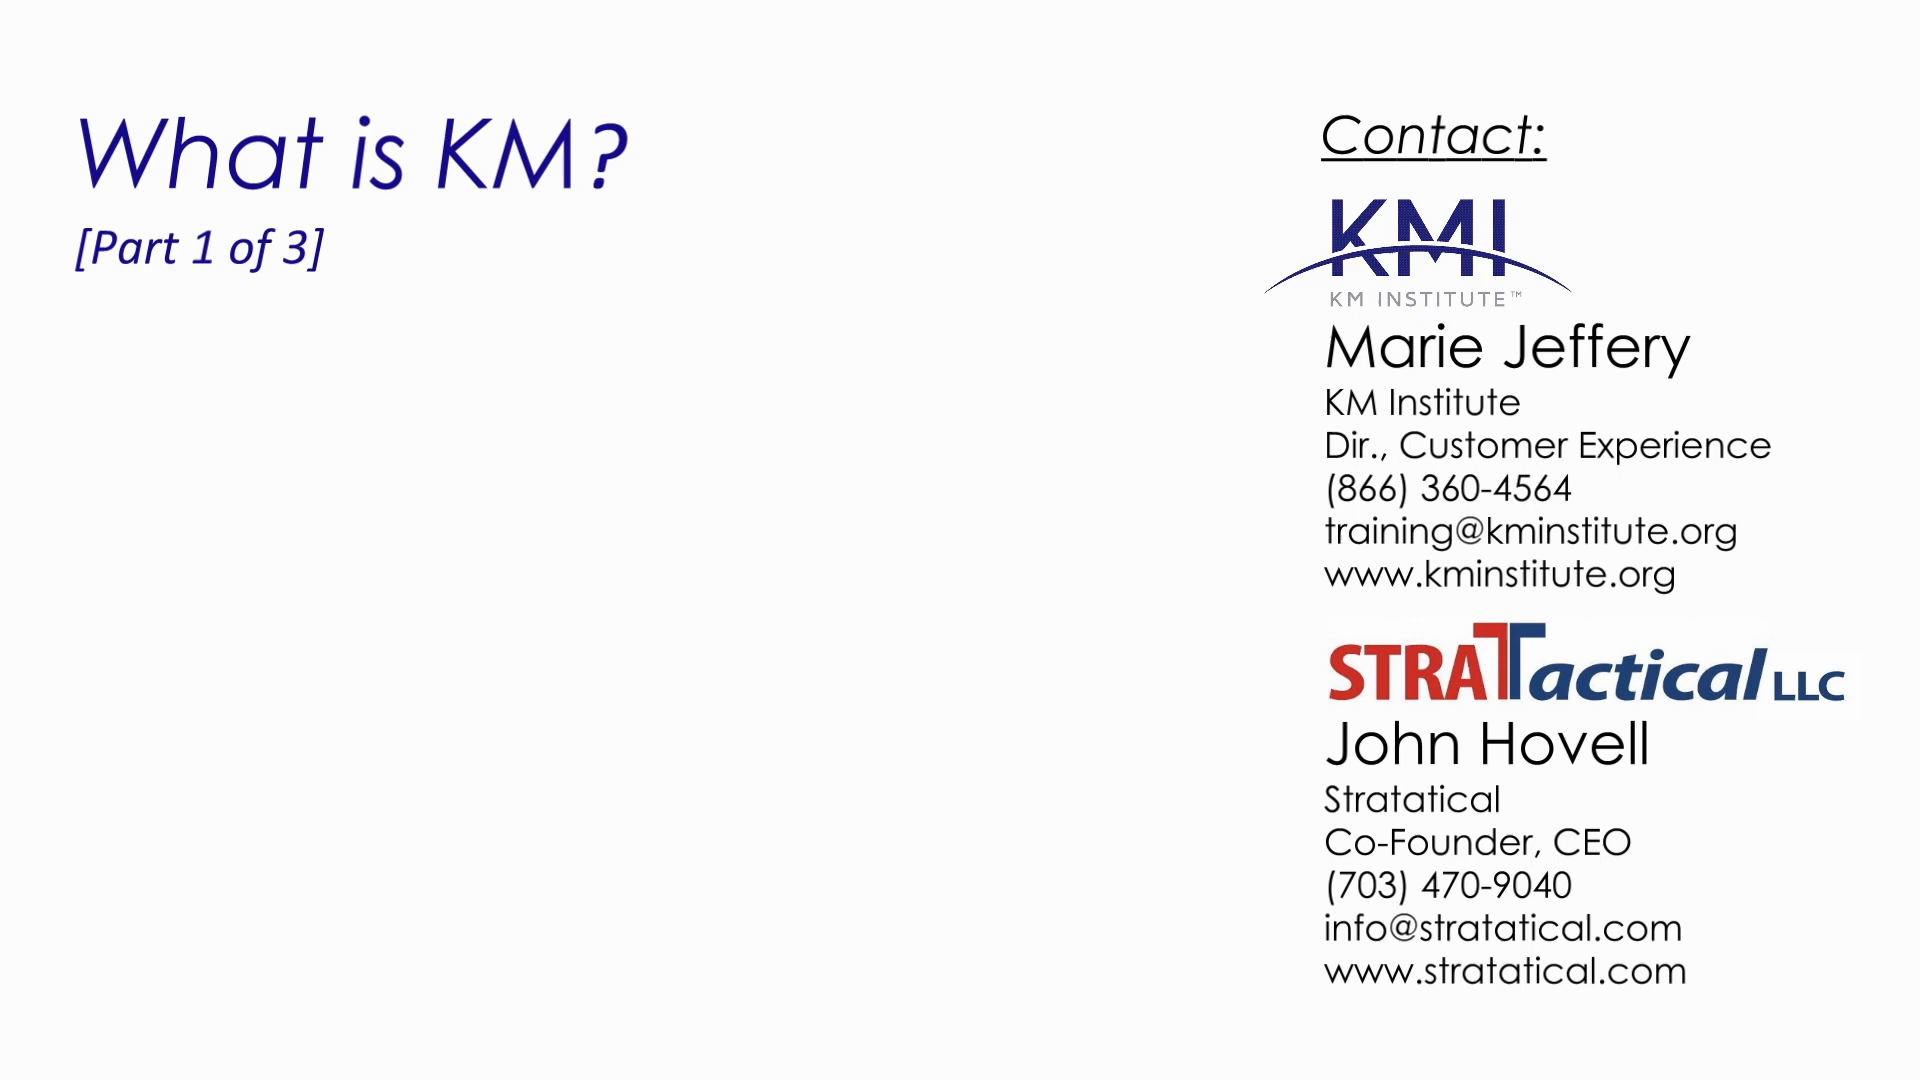 What is KM?
[Part 1 of 3]
Contact:
KMI
KM INSTITUTE™
Marie Jeffery
KM Institute
Dir., Customer Experience
(866) 360-4564
training@kminstitute.org
www.kminstitute.org
STRATTactical LLC
John Hovell
Stratatical
Co-Founder, CEO
(703) 470-9040
info@stratatical.com
www.stratatical.com